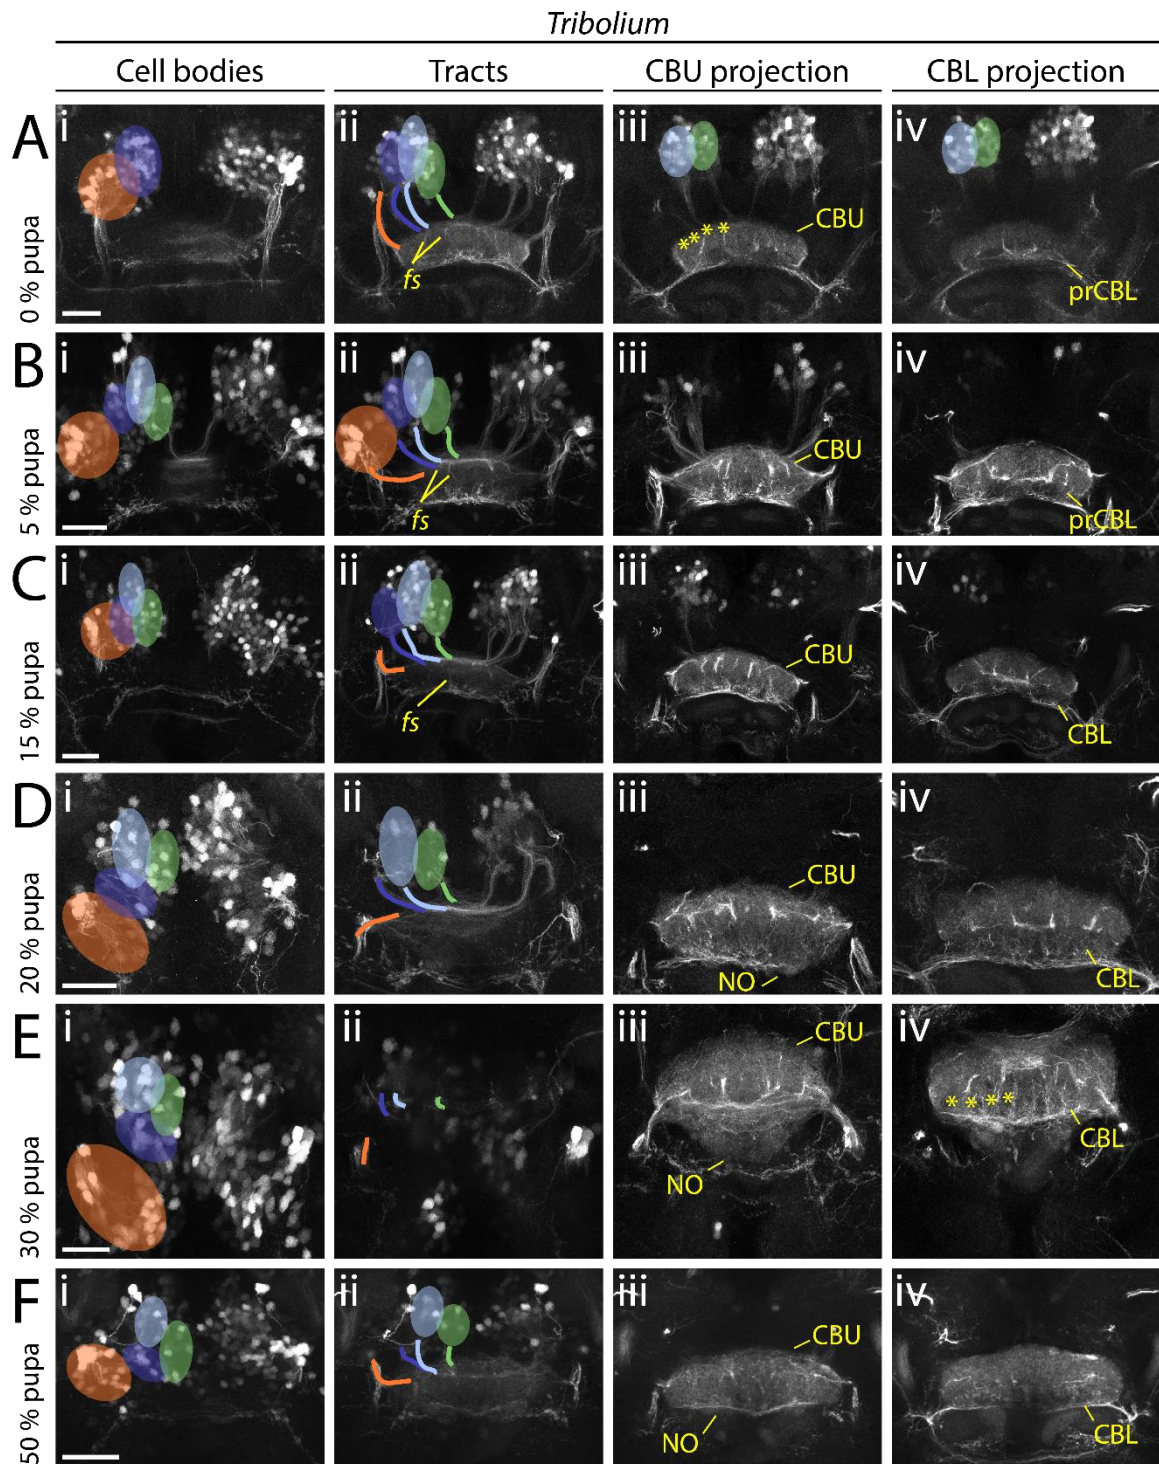 Tribolium
Cell bodies Tracts CBU projection CBL projection
A
0 % pupa
i ii iii iv
fs
****
CBU
prCBL
B
5 % pupa
i ii iii iv
fs
CBU
prCBL
C
15 % pupa
i ii iii iv
fs
CBU
CBL
D
20 % pupa
i ii iii iv
CBU
NO
CBL
E
30 % pupa
i ii iii iv
CBU
NO
****
CBL
F
50 % pupa
i ii iii iv
CBU
NO
CBL